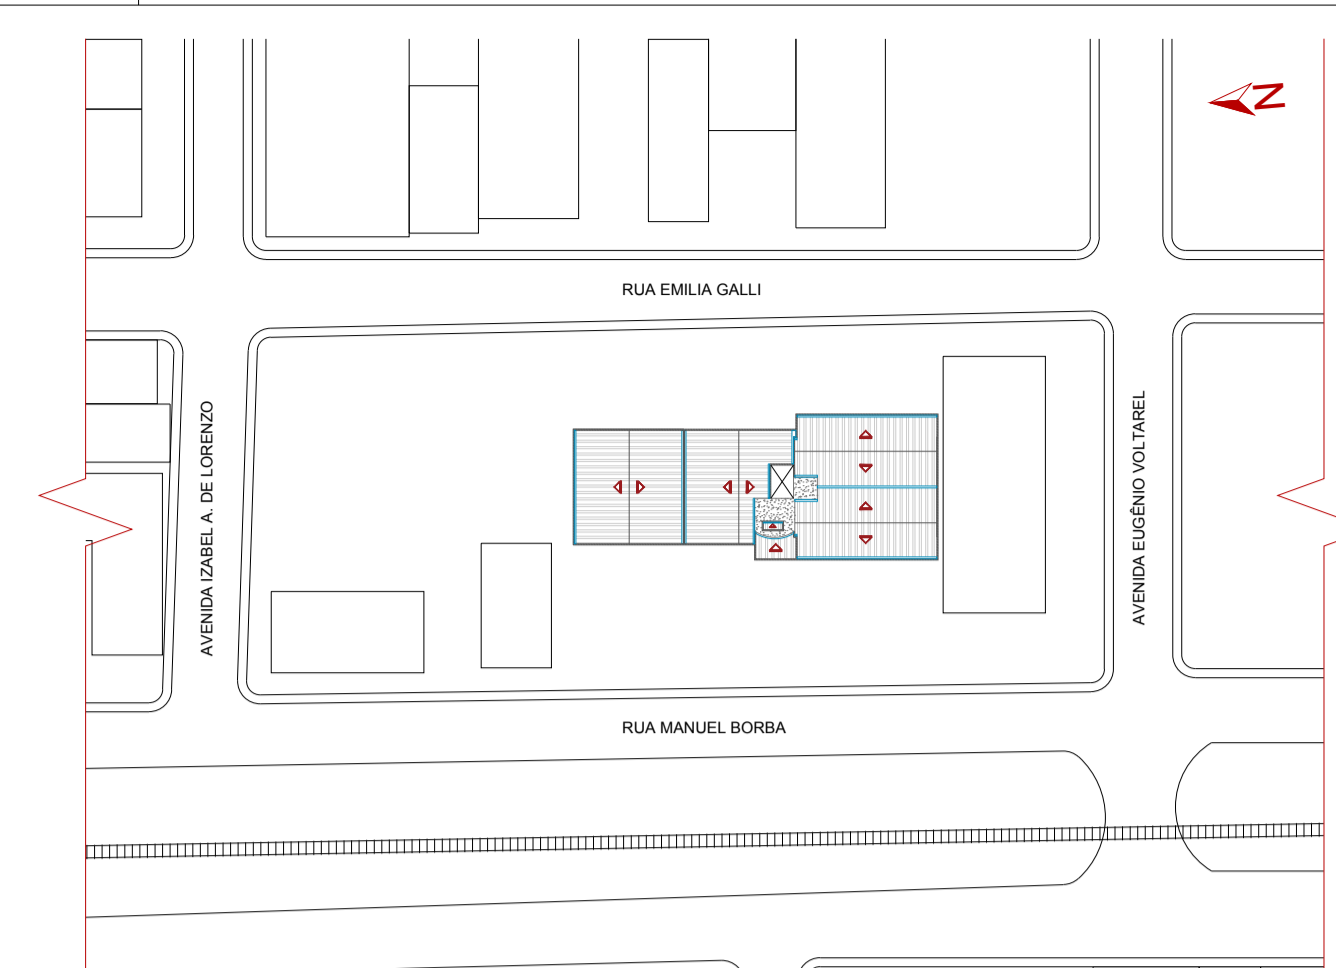 N
RUA EMILIA GALLI
AVENIDA IZABEL A. DE LORENZO
AVENIDA EUGÊNIO VOLTAREL
RUA MANUEL BORBA